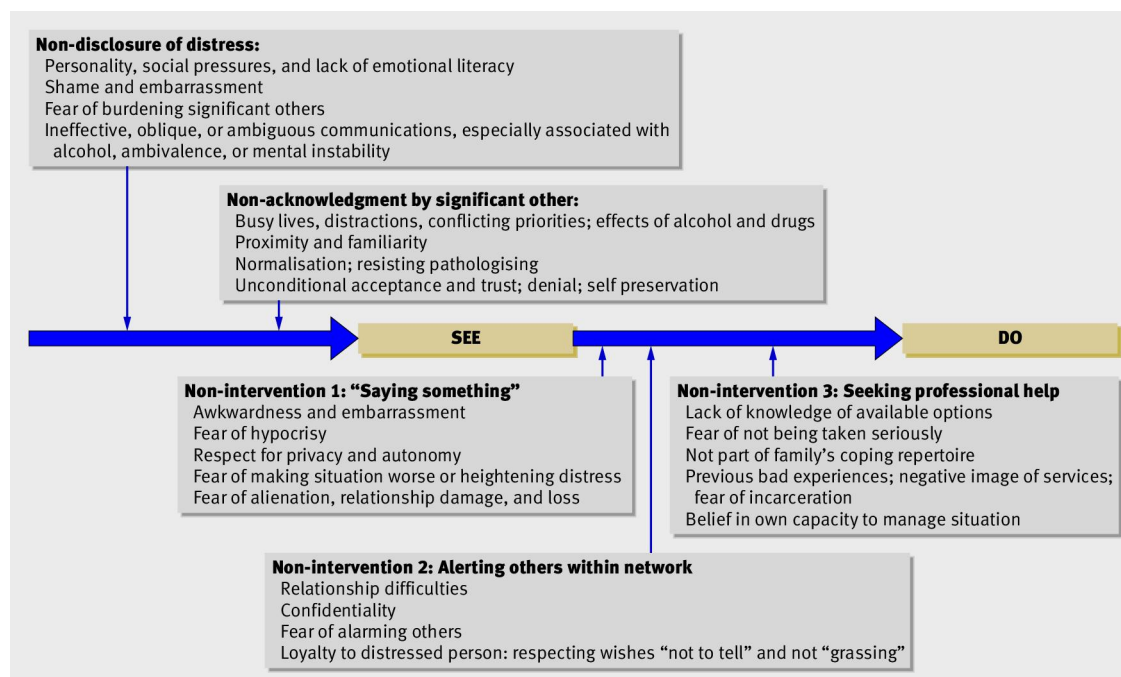 Non-disclosure of distress:
Personality, social pressures, and lack of emotional literacy
Shame and embarrassment
Fear of burdening significant others
Ineffective, oblique, or ambiguous communications, especially associated with
alcohol, ambivalence, or mental instability
Non-acknowledgment by significant other:
Busy lives, distractions, conflicting priorities; effects of alcohol and drugs
Proximity and familiarity
Normalisation; resisting pathologising
Unconditional acceptance and trust; denial; self preservation
SEE
DO
Non-intervention 1: “Saying something”
Awkwardness and embarrassment
Fear of hypocrisy
Respect for privacy and autonomy
Fear of making situation worse or heightening distress
Fear of alienation, relationship damage, and loss
Non-intervention 3: Seeking professional help
Lack of knowledge of available options
Fear of not being taken seriously
Not part of family’s coping repertoire
Previous bad experiences; negative image of services;
fear of incarceration
Belief in own capacity to manage situation
Non-intervention 2: Alerting others within network
Relationship difficulties
Confidentiality
Fear of alarming others
Loyalty to distressed person: respecting wishes “not to tell” and not “grassing”